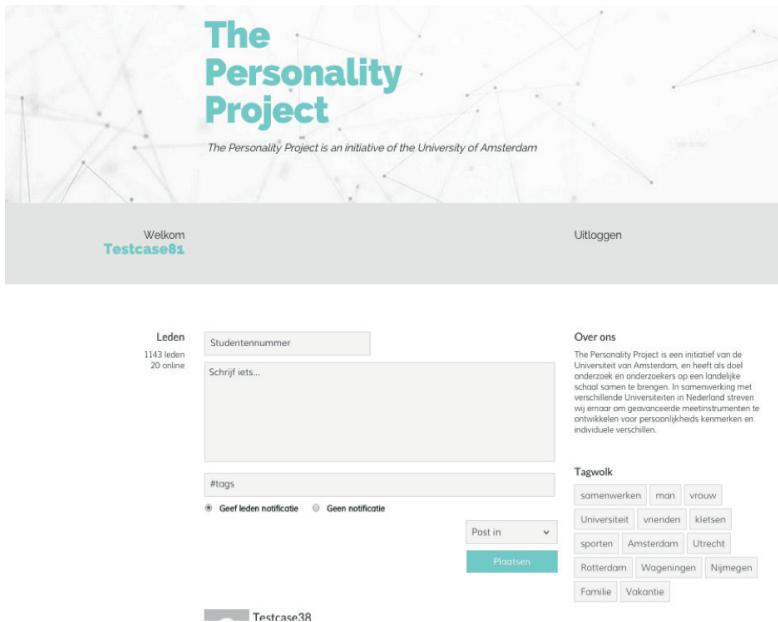 The
Personality
Project
The Personality Project is an initiative of the University of Amsterdam
Welkom
Testcase81
Uitloggen
Leden
1143 leden
20 online
Studentennummer
Schrijf iets...
#tags
Geef leden notificatie Geen notificatie
Post in
Plaatsen
Over ons
The Personality Project is een initiatief van de
Universiteit van Amsterdam, en heeft als doel
onderzoek en onderzoekers op een landelijke
schaal samen te brengen. In samenwerking met
verschillende Universiteiten in Nederland streven
wij ernaar om geavanceerde meetinstrumenten te
ontwikkelen voor persoonlijkheids kenmerken en
individuele verschillen.
Tagwolk
samenwerken man vrouw
Universiteit vrienden kletsen
sporten Amsterdam Utrecht
Rotterdam Wageningen Nijmegen
Familie Vakantie
Testcase38